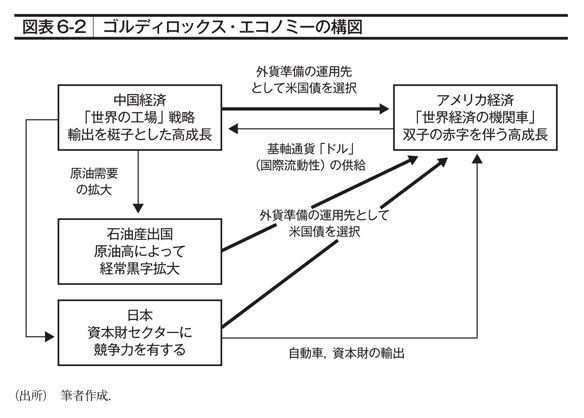 図表6-2 ゴルディロックス・エコノミーの構図
外貨準備の運用先
として米国債を選択
中国経済
「世界の工場」戦略
輸出を梃子とした高成長
アメリカ経済
「世界経済の機関車」
双子の赤字を伴う高成長
基軸通貨「ドル」
(国際流動性)の供給
原油需要
の拡大
外貨準備の運用先として
米国債を選択
石油産出国
原油高によって
経常黒字拡大
日本
資本財セクターに
競争力を有する
自動車,資本財の輸出
(出所) 筆者作成.